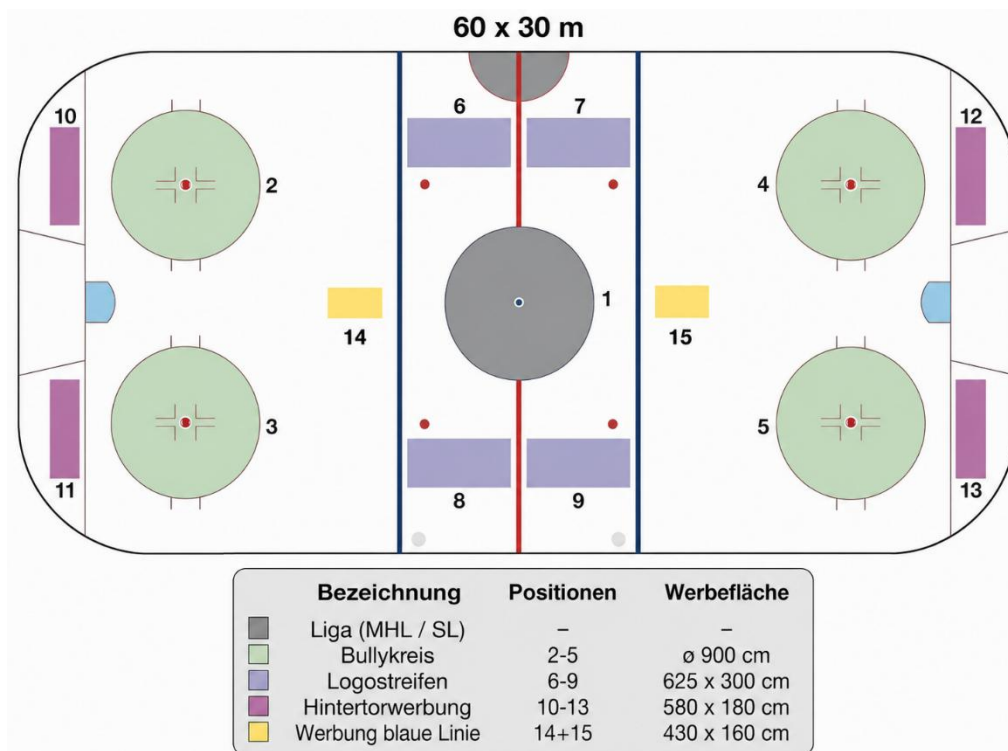 60 x 30 m
6 7
10 12
2 4
1
14 15
3 5
11 13
8 9
Bezeichnung Positionen Werbefläche
Liga (MHL / SL) – –
Bullykreis 2-5 ø 900 cm
Logostreifen 6-9 625 x 300 cm
Hintertorwerbung 10-13 580 x 180 cm
Werbung blaue Linie 14+15 430 x 160 cm